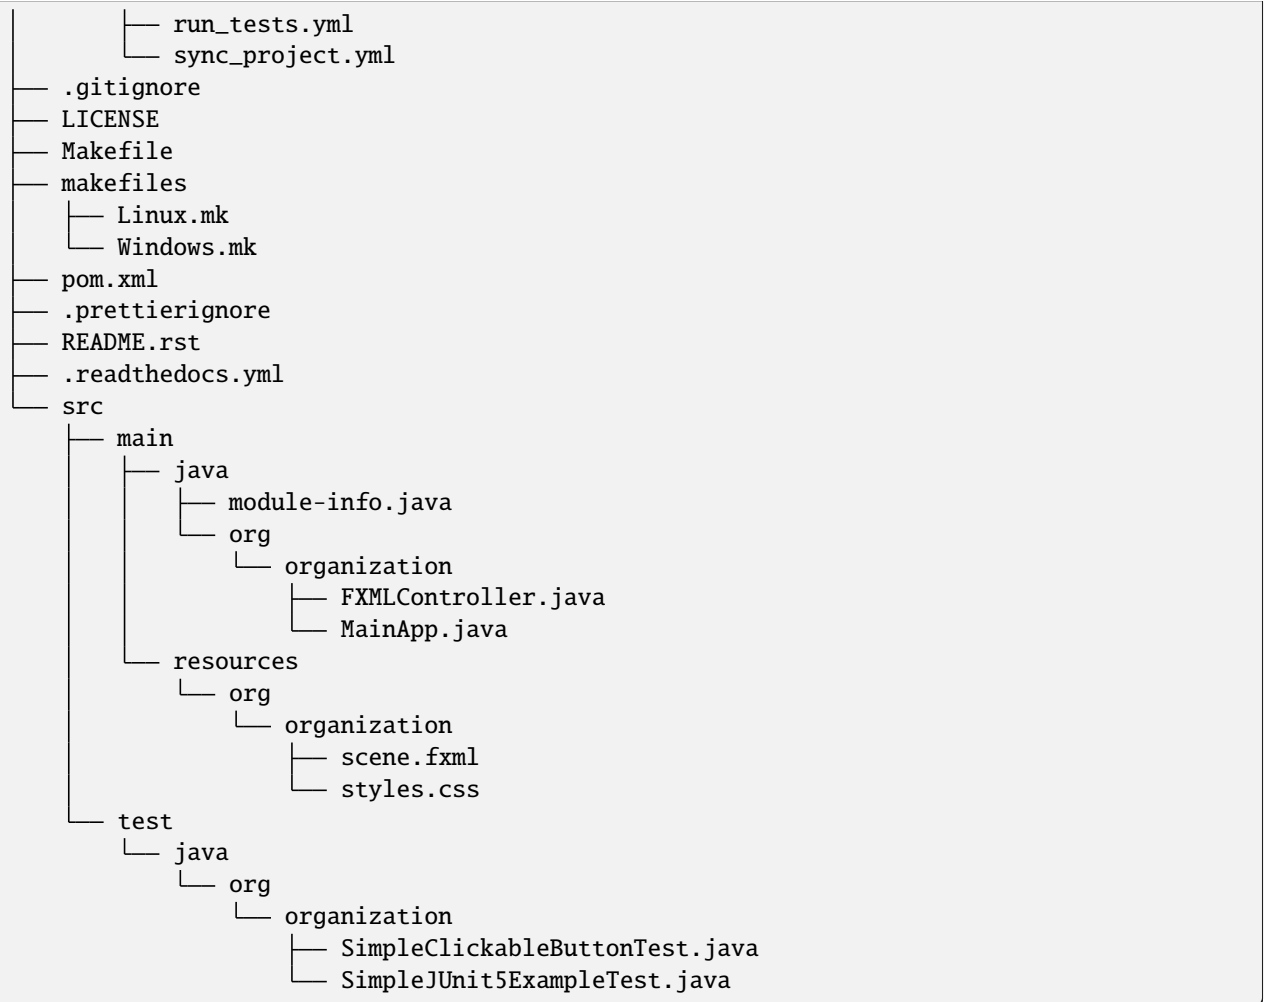 │       ├── run_tests.yml
│       └── sync_project.yml
├── .gitignore
├── LICENSE
├── Makefile
├── makefiles
│   ├── Linux.mk
│   └── Windows.mk
├── pom.xml
├── .prettierignore
├── README.rst
├── .readthedocs.yml
└── src
    ├── main
    │   ├── java
    │   │   ├── module-info.java
    │   │   └── org
    │   │       └── organization
    │   │           ├── FXMLController.java
    │   │           └── MainApp.java
    │   └── resources
    │       └── org
    │           └── organization
    │               ├── scene.fxml
    │               └── styles.css
    └── test
        └── java
            └── org
                └── organization
                    ├── SimpleClickableButtonTest.java
                    └── SimpleJUnit5ExampleTest.java